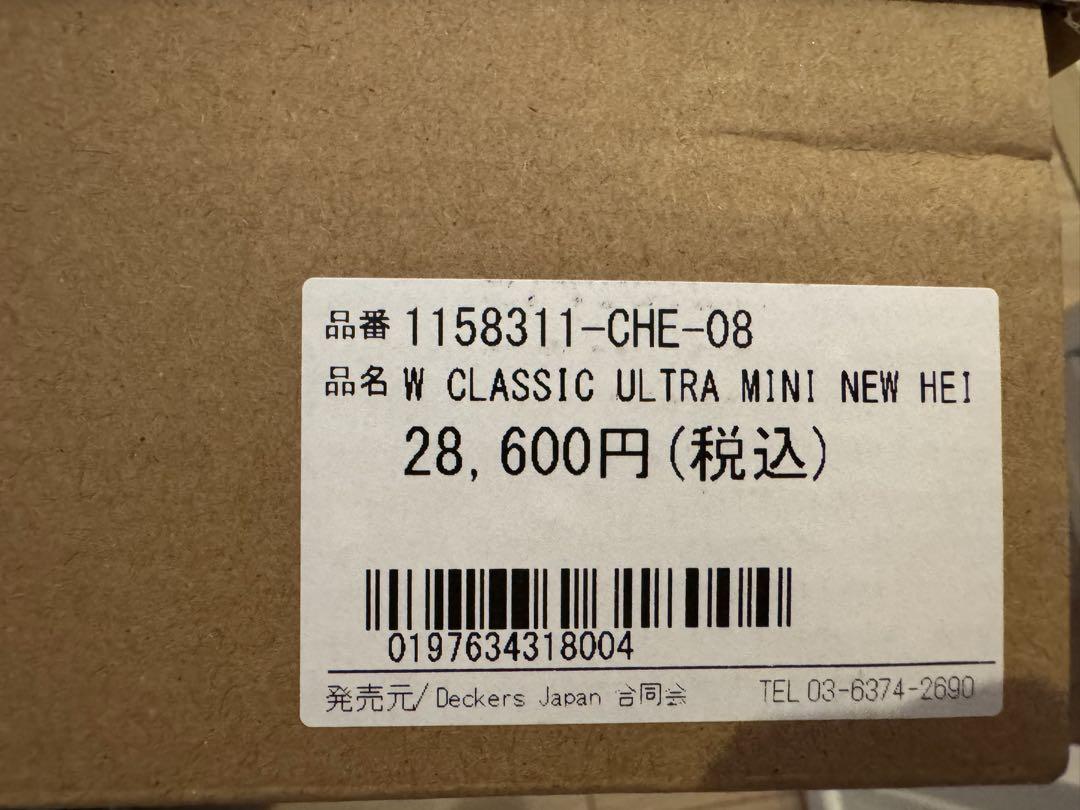 品番 1158311-CHE-08
品名 W CLASSIC ULTRA MINI NEW HEI
28,600円(税込)
0197634318004
発売元/Deckers Japan 合同会
TEL 03-6374-2690